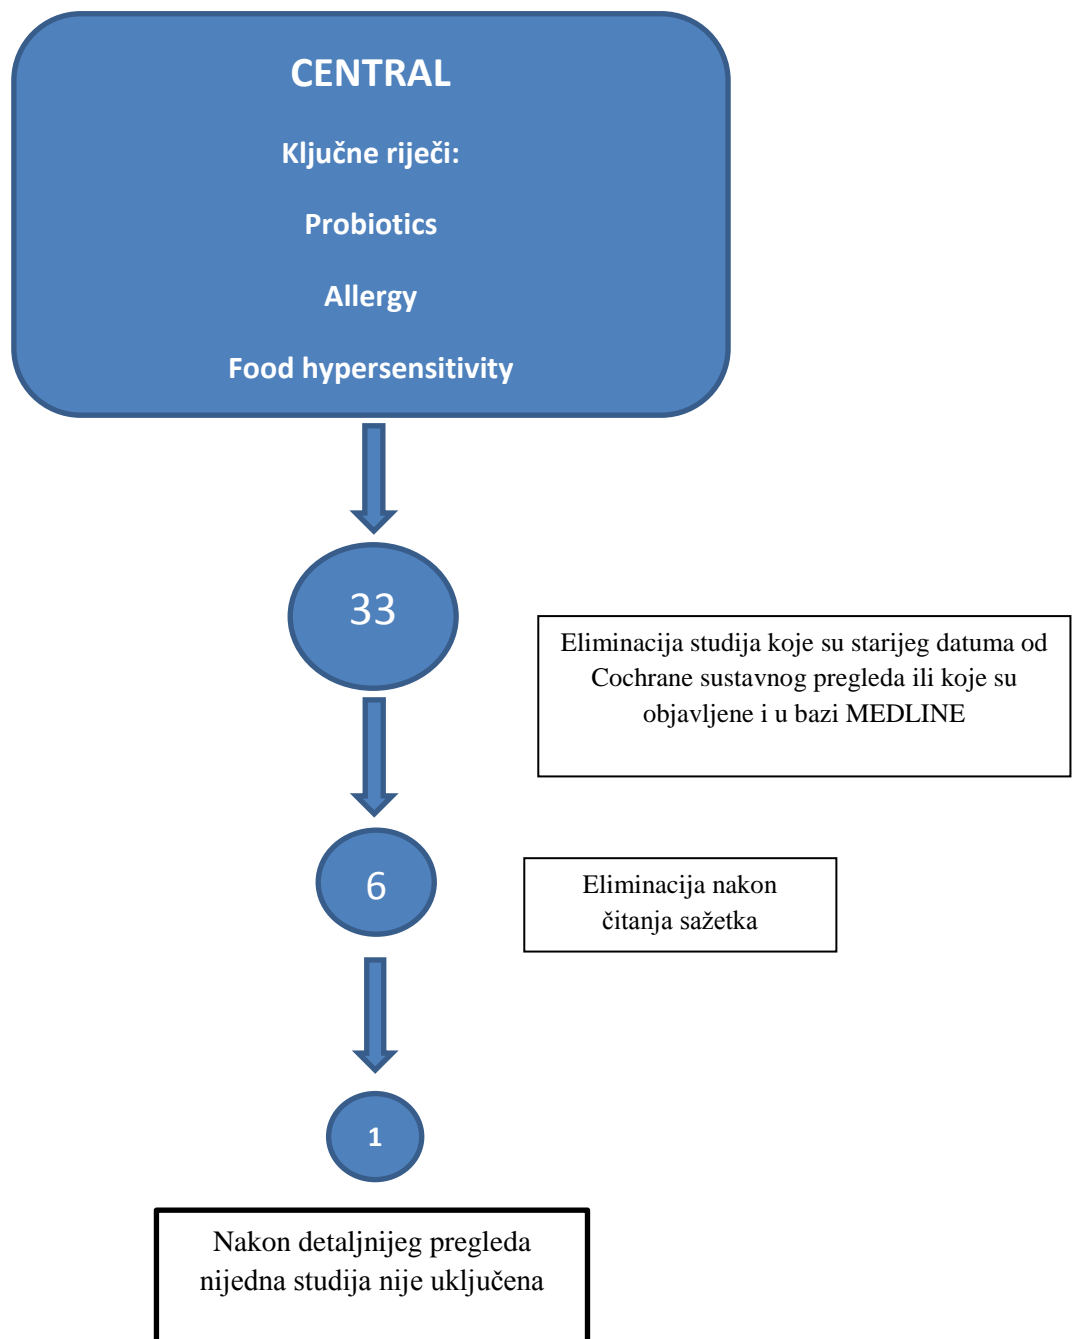 CENTRAL
Ključne riječi:
Probiotics
Allergy
Food hypersensitivity
33
Eliminacija studija koje su starijeg datuma od
Cochrane sustavnog pregleda ili koje su
objavljene i u bazi MEDLINE
6
Eliminacija nakon
čitanja sažetka
1
Nakon detaljnijeg pregleda
nijedna studija nije uključena